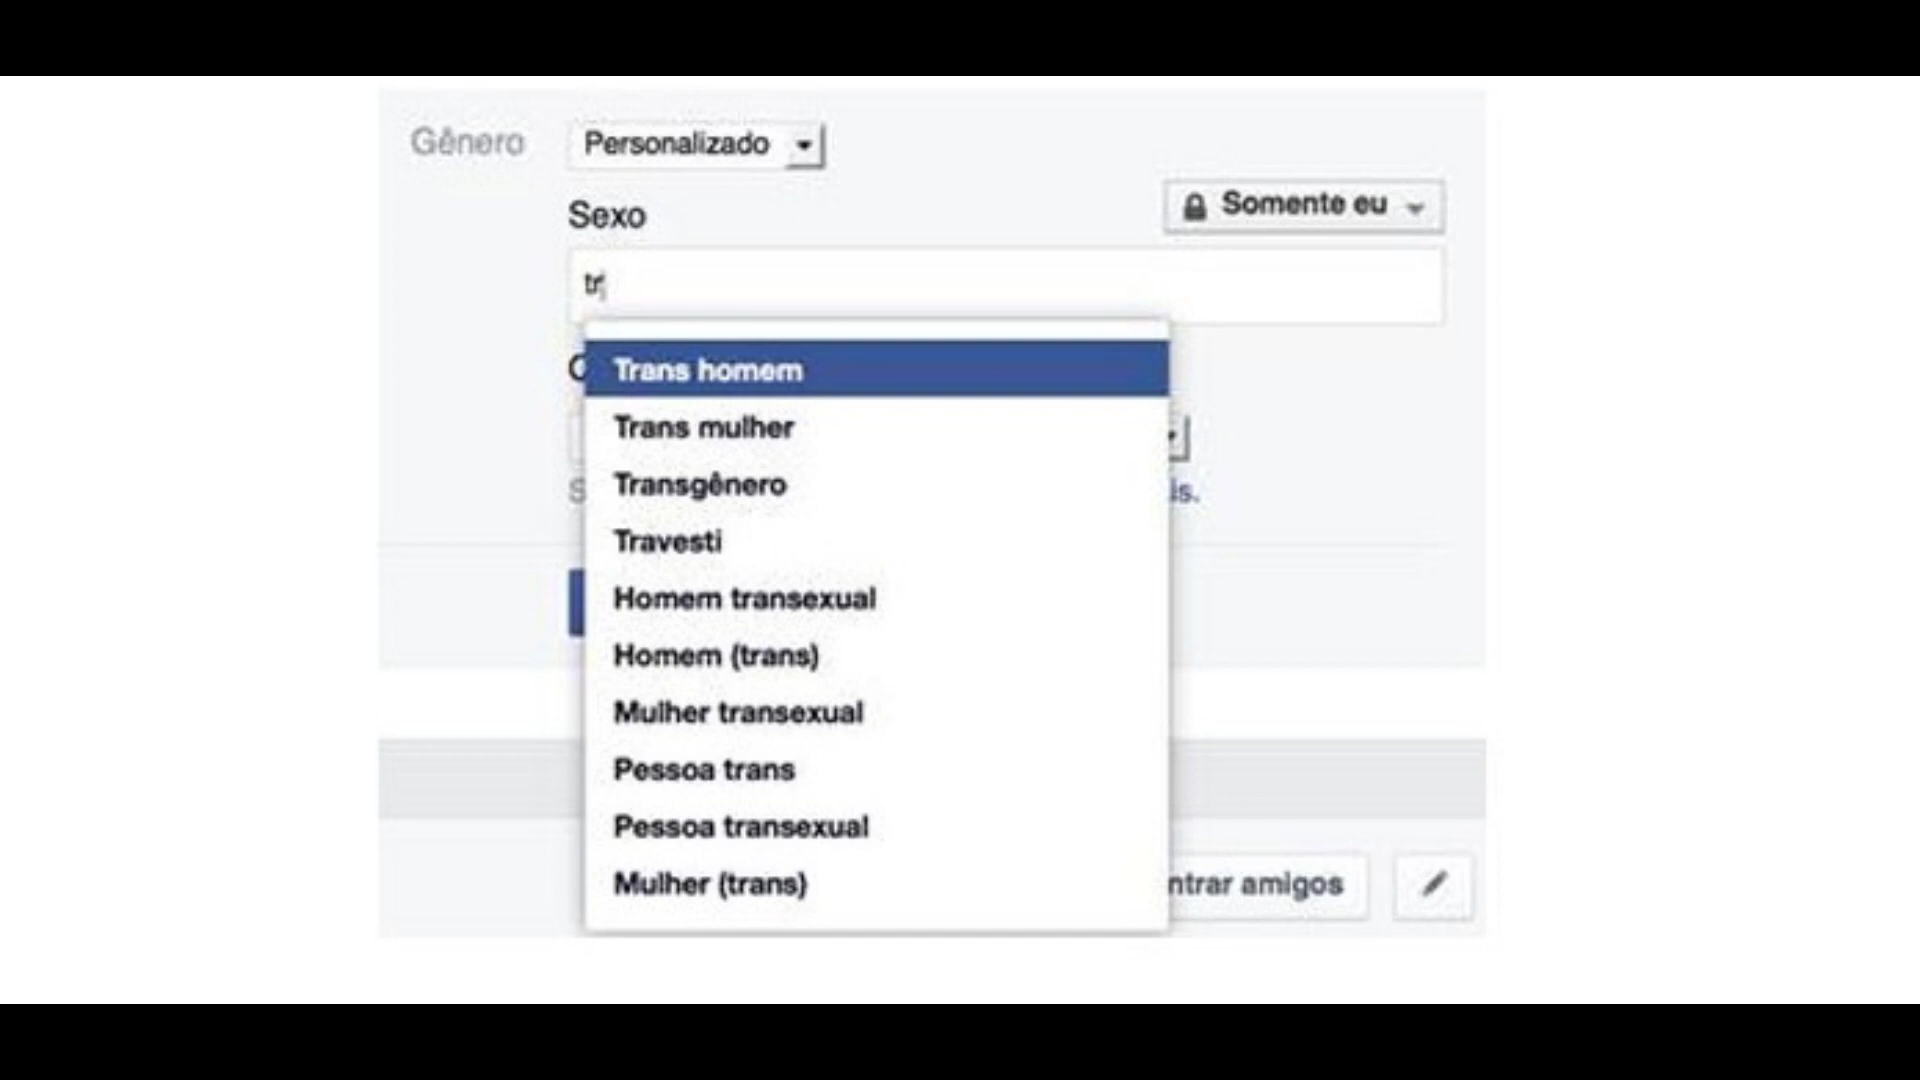 Gênero
Personalizado
Somente eu
Sexo
tr
Trans homem
Trans mulher
Transgênero
Travesti
Homem transexual
Homem (trans)
Mulher transexual
Pessoa trans
Pessoa transexual
Mulher (trans)
is.
ntrar amigos